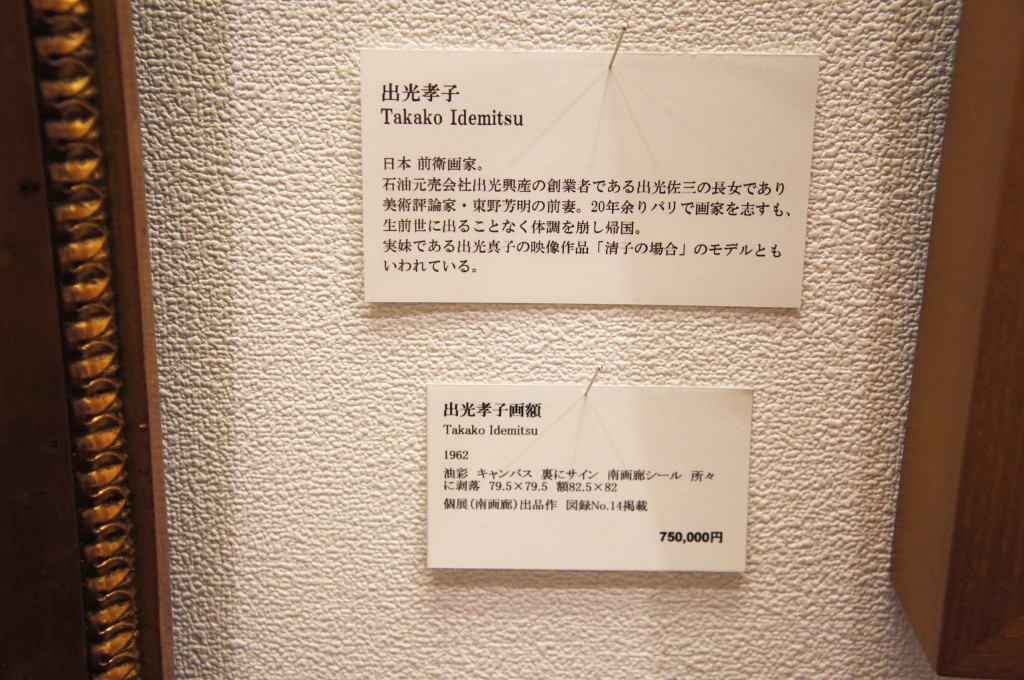 出光孝子
Takako Idemitsu
日本 前衛画家。
石油元売会社出光興産の創業者である出光佐三の長女であり
美術評論家・東野芳明の前妻。20年余りパリで画家を志すも、
生前世に出ることなく体調を崩し帰国。
実妹である出光真子の映像作品「清子の場合」のモデルとも
いわれている。
出光孝子画額
Takako Idemitsu
1962
油彩 キャンバス 裏にサイン 南画廊シール 所々
に剥落 79.5×79.5 額82.5×82
個展(南画廊)出品作 図録No.14掲載
750,000円